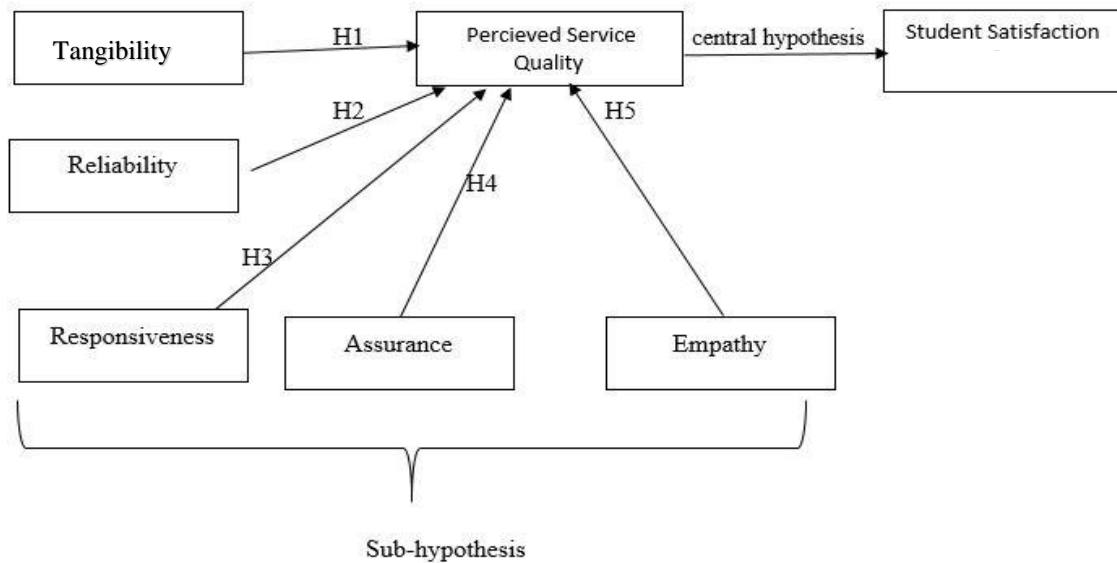 Tangibility
H1
Percieved Service
Quality
central hypothesis
Student Satisfaction
H2
H5
Reliability
H4
H3
Responsiveness
Assurance
Empathy
Sub-hypothesis